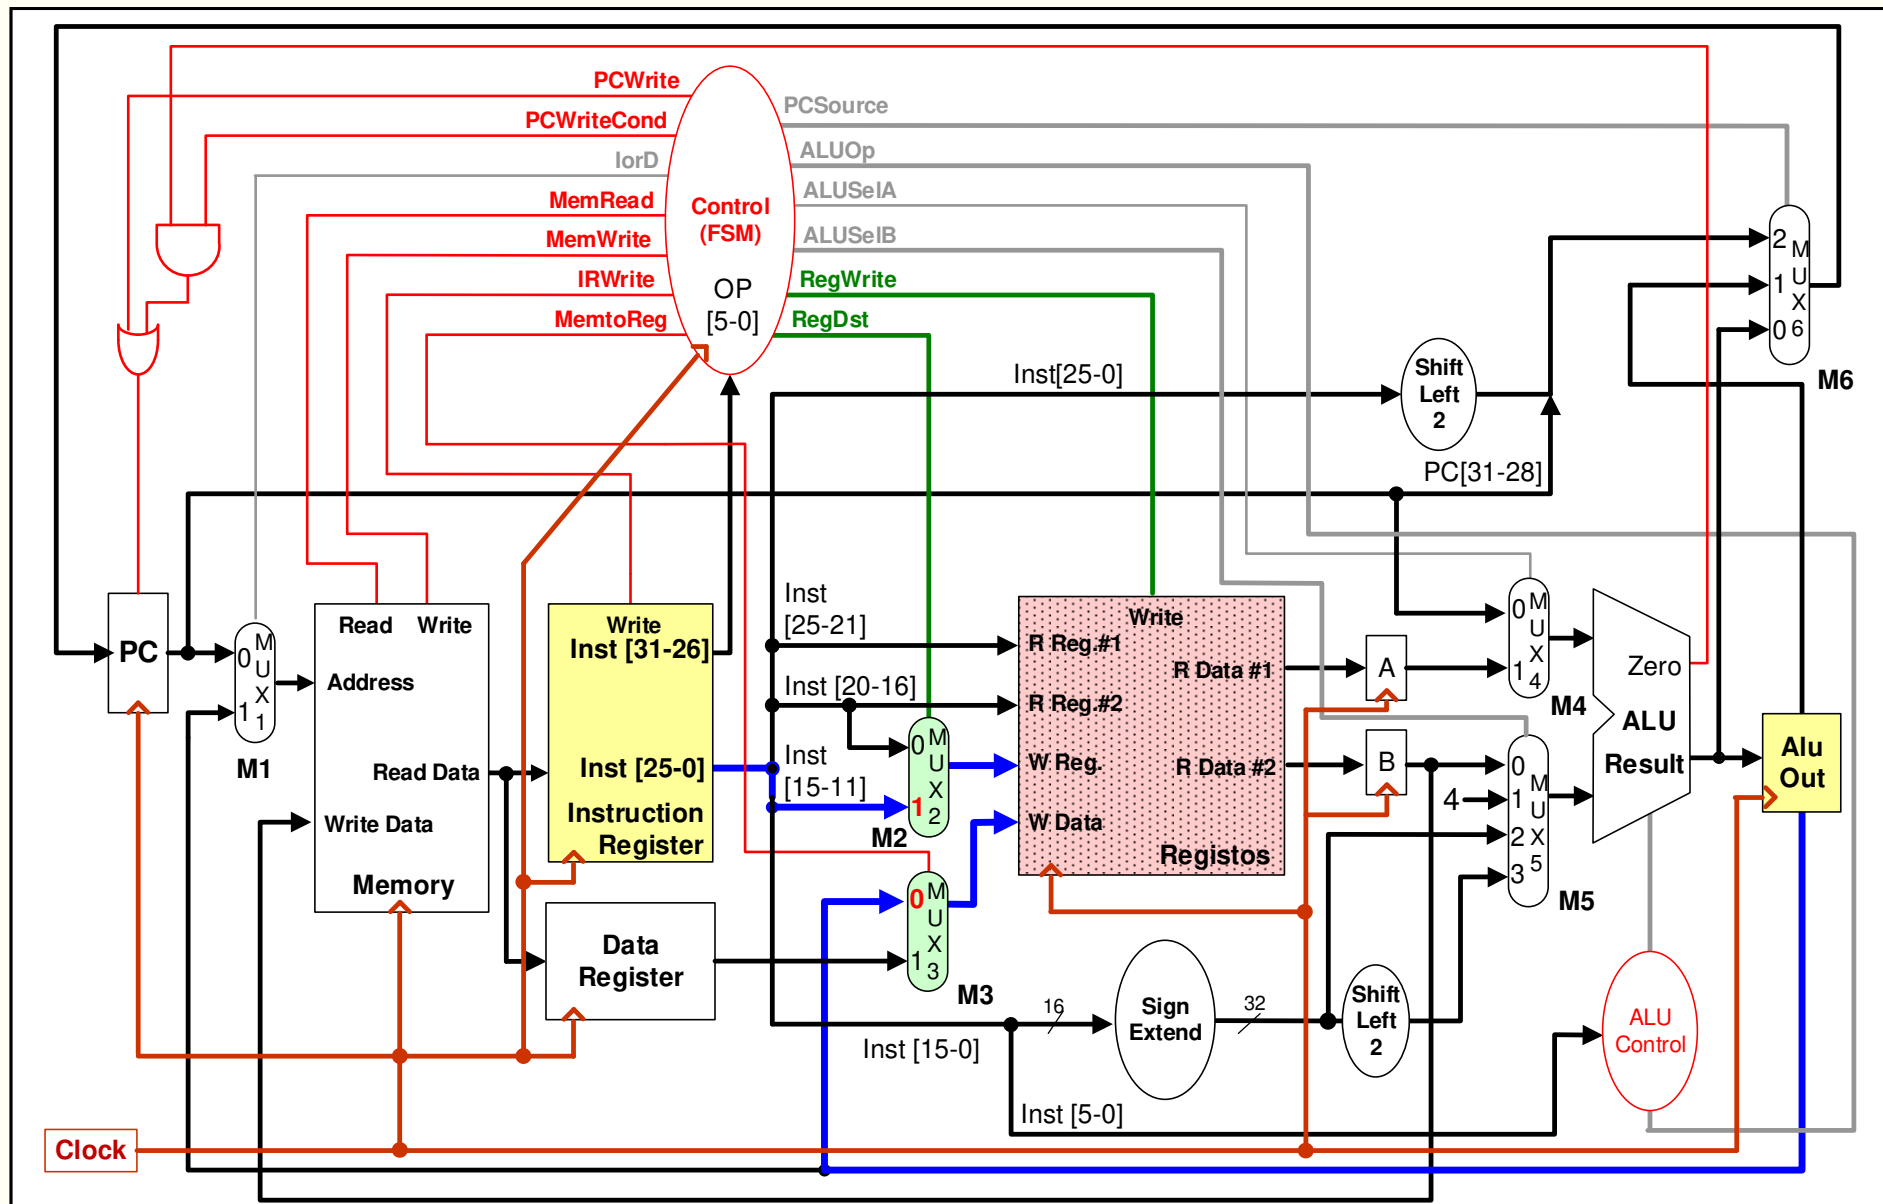 PCWrite
PCWriteCond
IorD
MemRead
MemWrite
IRWrite
MemtoReg
Control
(FSM)
OP
[5-0]
PCSource
ALUOp
ALUSelA
ALUSelB
RegWrite
RegDst
Inst[25-0]
Shift
Left
2
PC[31-28]
2
1
0
M
U
X
6
M6
PC
0
1
M
U
X
1
M1
Read
Write
Address
Read Data
Write Data
Memory
Write
Inst [31-26]
Inst [25-0]
Instruction
Register
Data
Register
Inst
[25-21]
Inst [20-16]
Inst
[15-11]
0
1
M
U
X
2
M2
0
1
M
U
X
3
M3
Write
R Reg.#1
R Reg.#2
W Reg.
W Data
R Data #1
R Data #2
Registos
A
B
4
0
1
M
U
X
4
M4
0
1
2
3
M
U
X
5
M5
Zero
ALU
Result
Alu
Out
Inst [15-0]
16
Sign
Extend
32
Shift
Left
2
ALU
Control
Inst [5-0]
Clock